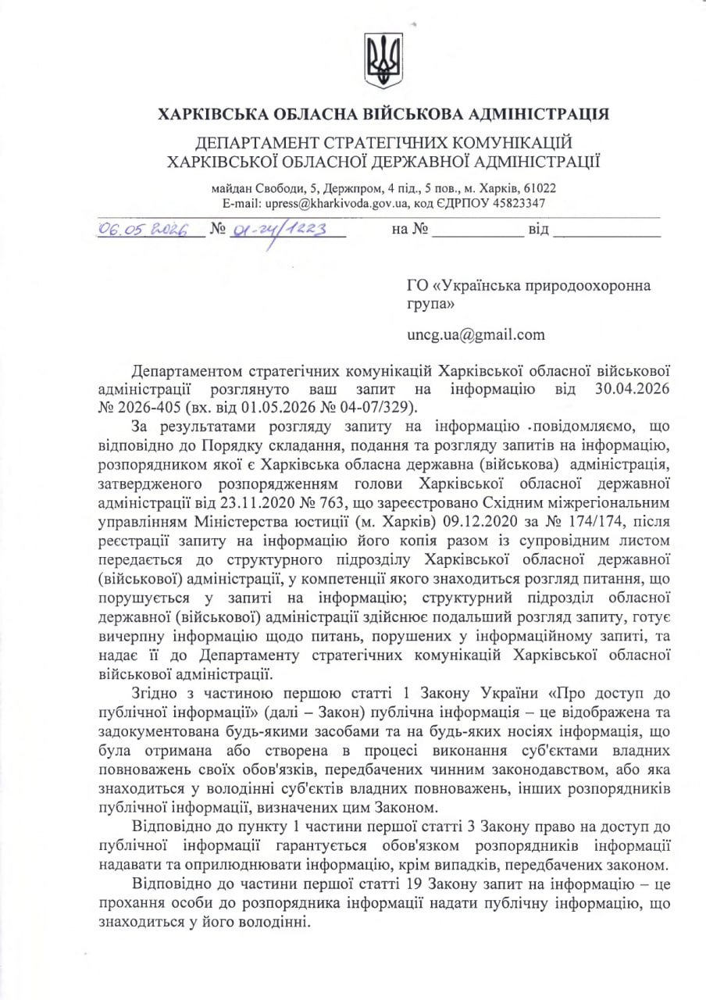 ХАРКІВСЬКА ОБЛАСНА ВІЙСЬКОВА АДМІНІСТРАЦІЯ
ДЕПАРТАМЕНТ СТРАТЕГІЧНИХ КОМУНІКАЦІЙ
ХАРКІВСЬКОЇ ОБЛАСНОЇ ДЕРЖАВНОЇ АДМІНІСТРАЦІЇ
майдан Свободи, 5, Держпром, 4 під., 5 пов., м. Харків, 61022
E-mail: upress@kharkivoda.gov.ua, код ЄДРПОУ 45823347
06.05 2026 № 01-24/1223 на № ____________ від ______________
ГО «Українська природоохоронна
група»
uncg.ua@gmail.com
Департаментом стратегічних комунікацій Харківської обласної військової
адміністрації розглянуто ваш запит на інформацію від 30.04.2026
№ 2026-405 (вх. від 01.05.2026 № 04-07/329).
За результатами розгляду запиту на інформацію повідомляємо, що
відповідно до Порядку складання, подання та розгляду запитів на інформацію,
розпорядником якої є Харківська обласна державна (військова) адміністрація,
затвердженого розпорядженням голови Харківської обласної державної
адміністрації від 23.11.2020 № 763, що зареєстровано Східним міжрегіональним
управлінням Міністерства юстиції (м. Харків) 09.12.2020 за № 174/174, після
реєстрації запиту на інформацію його копія разом із супровідним листом
передається до структурного підрозділу Харківської обласної державної
(військової) адміністрації, у компетенції якого знаходиться розгляд питання, що
порушується у запиті на інформацію; структурний підрозділ обласної
державної (військової) адміністрації здійснює подальший розгляд запиту, готує
вичерпну інформацію щодо питань, порушених у інформаційному запиті, та
надає її до Департаменту стратегічних комунікацій Харківської обласної
військової адміністрації.
Згідно з частиною першою статті 1 Закону України «Про доступ до
публічної інформації» (далі – Закон) публічна інформація – це відображена та
задокументована будь-якими засобами та на будь-яких носіях інформація, що
була отримана або створена в процесі виконання суб'єктами владних
повноважень своїх обов'язків, передбачених чинним законодавством, або яка
знаходиться у володінні суб'єктів владних повноважень, інших розпорядників
публічної інформації, визначених цим Законом.
Відповідно до пункту 1 частини першої статті 3 Закону право на доступ до
публічної інформації гарантується обов'язком розпорядників інформації
надавати та оприлюднювати інформацію, крім випадків, передбачених законом.
Відповідно до частини першої статті 19 Закону запит на інформацію – це
прохання особи до розпорядника інформації надати публічну інформацію, що
знаходиться у його володінні.